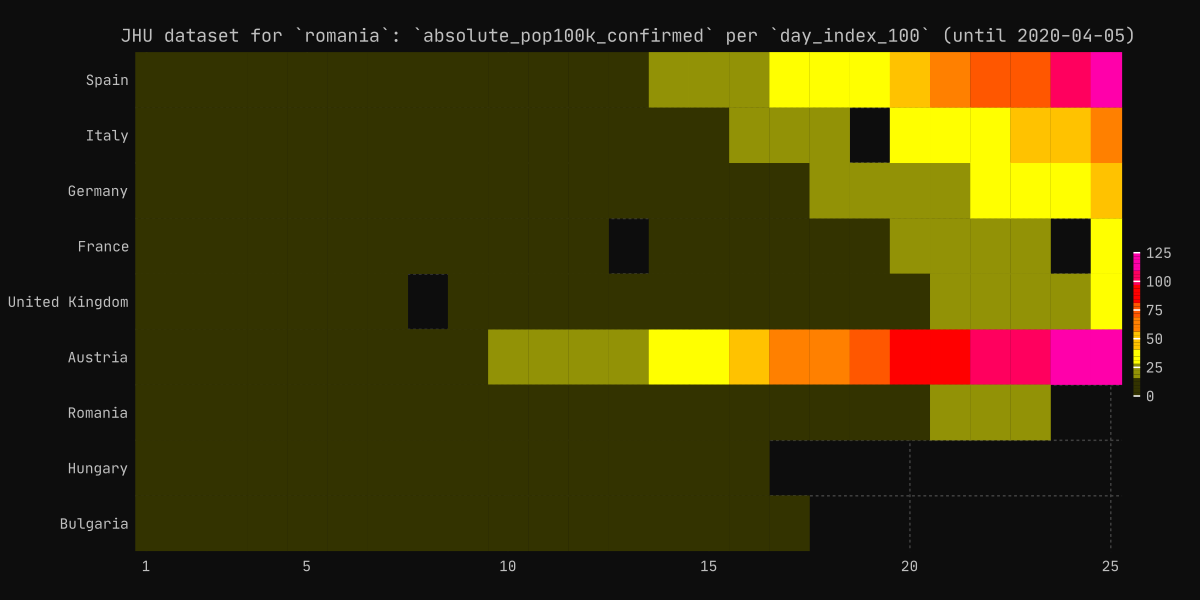 JHU dataset for `romania`: `absolute_pop100k_confirmed` per `day_index_100` (until 2020-04-05)
Spain
Italy
Germany
France
United Kingdom
Austria
Romania
Hungary
Bulgaria
1 5 10 15 20 25
125
100
75
50
25
0